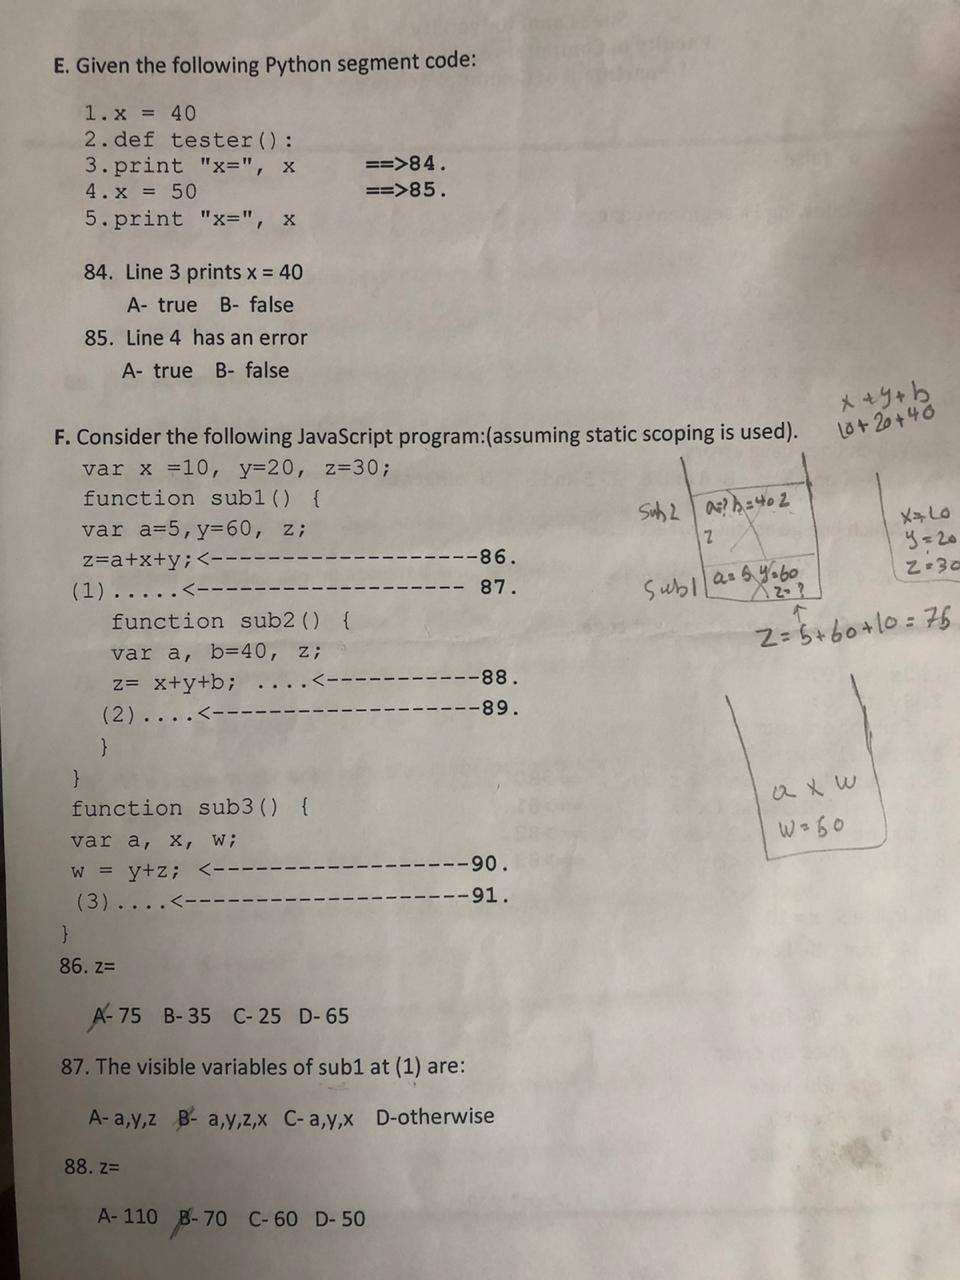 E. Given the following Python segment code:
1. x = 40
2. def tester():
3. print "x=", x ==>84.
4. x = 50 ==>85.
5. print "x=", x
84. Line 3 prints x = 40
A- true B- false
85. Line 4 has an error
A- true B- false
x+y+b
10+20+40
F. Consider the following JavaScript program:(assuming static scoping is used).
var x =10, y=20, z=30;
function sub1() {
var a=5,y=60, z;
z=a+x+y;<-------------------86.
(1).....<------------------- 87.
function sub2() {
var a, b=40, z;
z= x+y+b; ....<-----------88.
(2)....<-------------------89.
}
}
function sub3() {
var a, x, w;
w = y+z; <------------------90.
(3)....<--------------------91.
}
Sub2 a=? b=40 z
z
Sub1 a=5 y=60
z=?
x=10
y=20
z=30
Z=5+60+10=75
a x w
w=50
86. z=
A- 75 B- 35 C- 25 D- 65
87. The visible variables of sub1 at (1) are:
A- a,y,z B- a,y,z,x C- a,y,x D-otherwise
88. z=
A- 110 B- 70 C- 60 D- 50